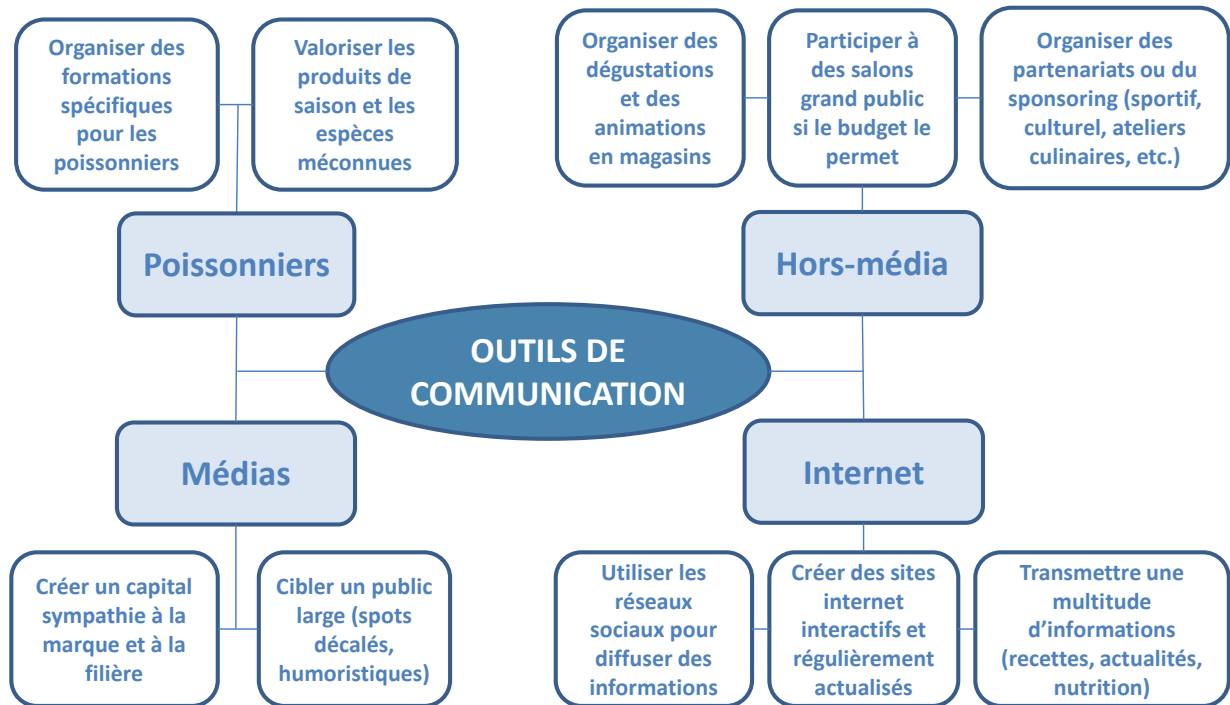 Organiser des
formations
spécifiques
pour les
poissonniers
Valoriser les
produits de
saison et les
espèces
méconnues
Organiser des
dégustations
et des
animations
en magasins
Participer à
des salons
grand public
si le budget le
permet
Organiser des
partenariats ou du
sponsoring (sportif,
culturel, ateliers
culinaires, etc.)
Poissonniers
Hors-média
OUTILS DE
COMMUNICATION
Médias
Internet
Créer un capital
sympathie à la
marque et à la
filière
Cibler un public
large (spots
décalés,
humoristiques)
Utiliser les
réseaux
sociaux pour
diffuser des
informations
Créer des sites
internet
interactifs et
régulièrement
actualisés
Transmettre une
multitude
d’informations
(recettes, actualités,
nutrition)